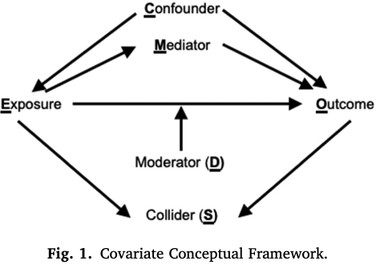 Confounder
Mediator
Exposure
Outcome
Moderator (D)
Collider (S)
Fig. 1. Covariate Conceptual Framework.